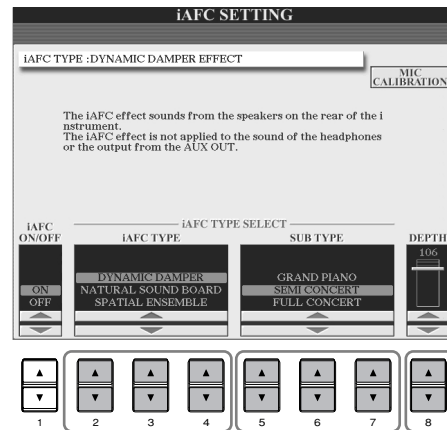 iAFC SETTING
iAFC TYPE :DYNAMIC DAMPER EFFECT
MIC
CALIBRATION
The iAFC effect sounds from the speakers on the rear of the i
nstrument.
The iAFC effect is not applied to the sound of the headphones
or the output from the AUX OUT.
iAFC TYPE SELECT
iAFC
ON/OFF
iAFC TYPE
SUB TYPE
DEPTH
106
ON
OFF
DYNAMIC DAMPER
NATURAL SOUND BOARD
SPATIAL ENSEMBLE
GRAND PIANO
SEMI CONCERT
FULL CONCERT
1 2 3 4 5 6 7 8